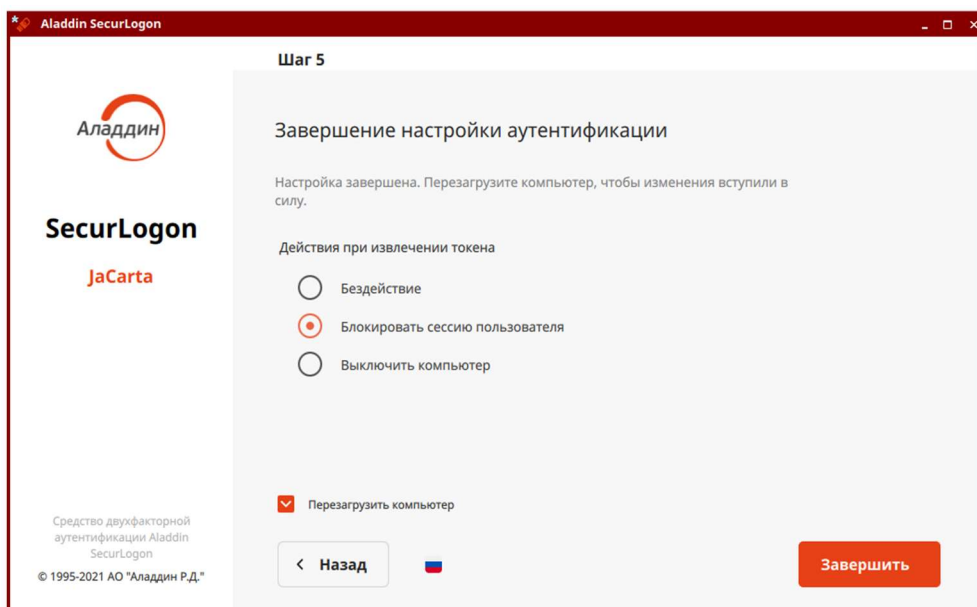 Aladdin SecurLogon
Шаг 5
Аладдин
SecurLogon
JaCarta
Завершение настройки аутентификации
Настройка завершена. Перезагрузите компьютер, чтобы изменения вступили в
силу.
Действия при извлечении токена
Бездействие
Блокировать сессию пользователя
Выключить компьютер
Перезагрузить компьютер
Средство двухфакторной
аутентификации Aladdin
SecurLogon
© 1995-2021 АО "Аладдин Р.Д."
Назад
Завершить